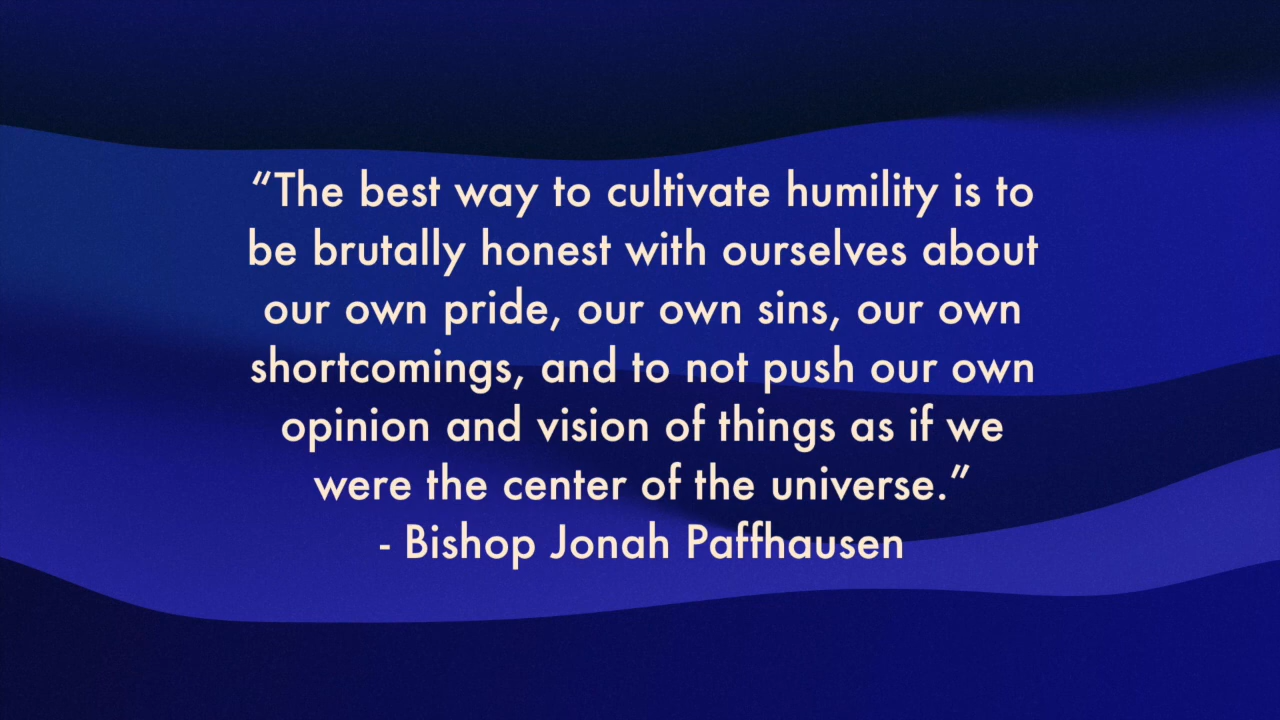 “The best way to cultivate humility is to
be brutally honest with ourselves about
our own pride, our own sins, our own
shortcomings, and to not push our own
opinion and vision of things as if we
were the center of the universe.”
- Bishop Jonah Paffhausen